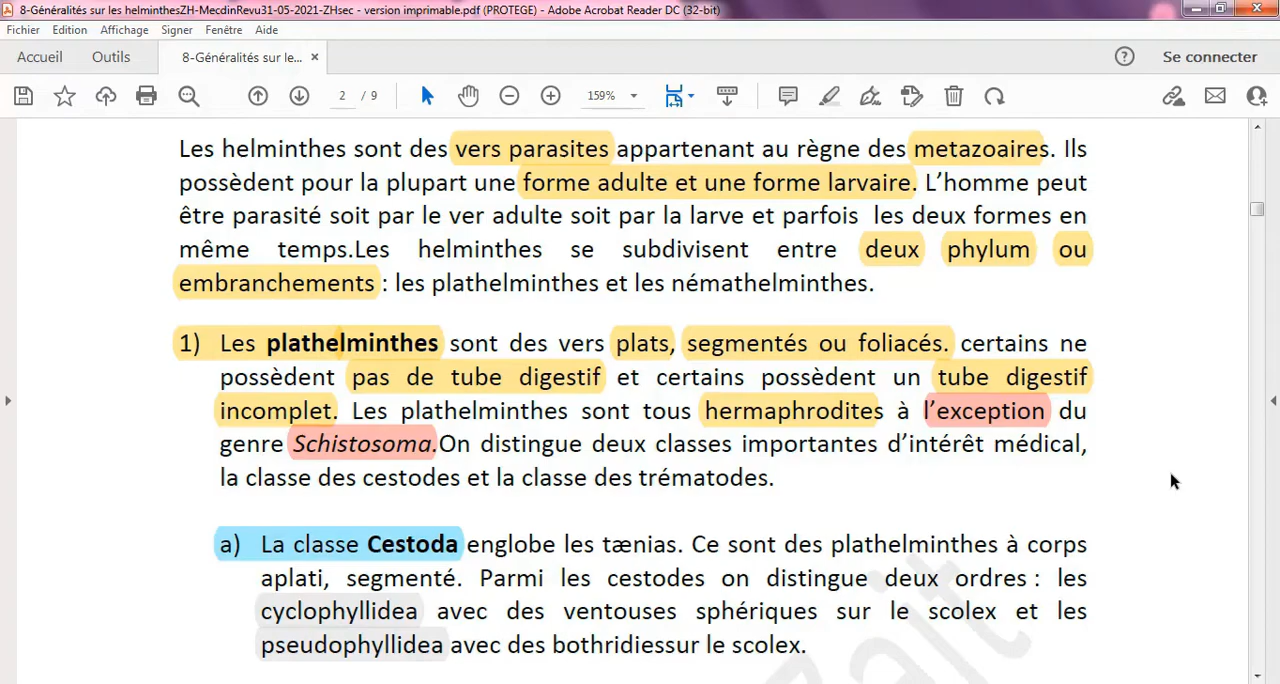 8-Généralités sur les helminthesZH-MecdinRevu31-05-2021-ZHsec - version imprimable.pdf (PROTEGE) - Adobe Acrobat Reader DC (32-bit)
Fichier Edition Affichage Signer Fenêtre Aide
Accueil Outils 8-Généralités sur le... × Se connecter
2 / 9 159%
Les helminthes sont des vers parasites appartenant au règne des metazoaires. Ils
possèdent pour la plupart une forme adulte et une forme larvaire. L’homme peut
être parasité soit par le ver adulte soit par la larve et parfois les deux formes en
même temps.Les helminthes se subdivisent entre deux phylum ou
embranchements : les plathelminthes et les némathelminthes.
1) Les plathelminthes sont des vers plats, segmentés ou foliacés. certains ne
possèdent pas de tube digestif et certains possèdent un tube digestif
incomplet. Les plathelminthes sont tous hermaphrodites à l’exception du
genre Schistosoma.On distingue deux classes importantes d’intérêt médical,
la classe des cestodes et la classe des trématodes.
a) La classe Cestoda englobe les tænias. Ce sont des plathelminthes à corps
aplati, segmenté. Parmi les cestodes on distingue deux ordres : les
cyclophyllidea avec des ventouses sphériques sur le scolex et les
pseudophyllidea avec des bothridiessur le scolex.